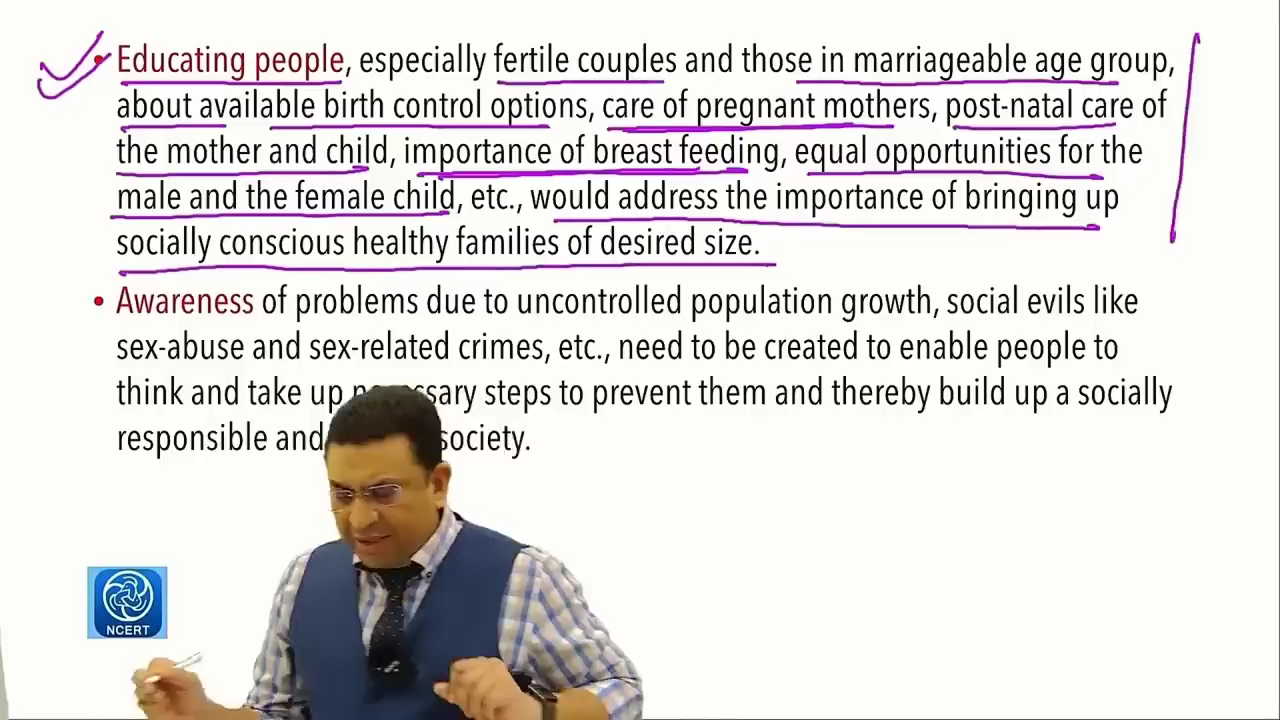 • Educating people, especially fertile couples and those in marriageable age group,
about available birth control options, care of pregnant mothers, post-natal care of
the mother and child, importance of breast feeding, equal opportunities for the
male and the female child, etc., would address the importance of bringing up
socially conscious healthy families of desired size.
• Awareness of problems due to uncontrolled population growth, social evils like
sex-abuse and sex-related crimes, etc., need to be created to enable people to
think and take up steps to prevent them and thereby build up a socially
responsible and society.
NCERT